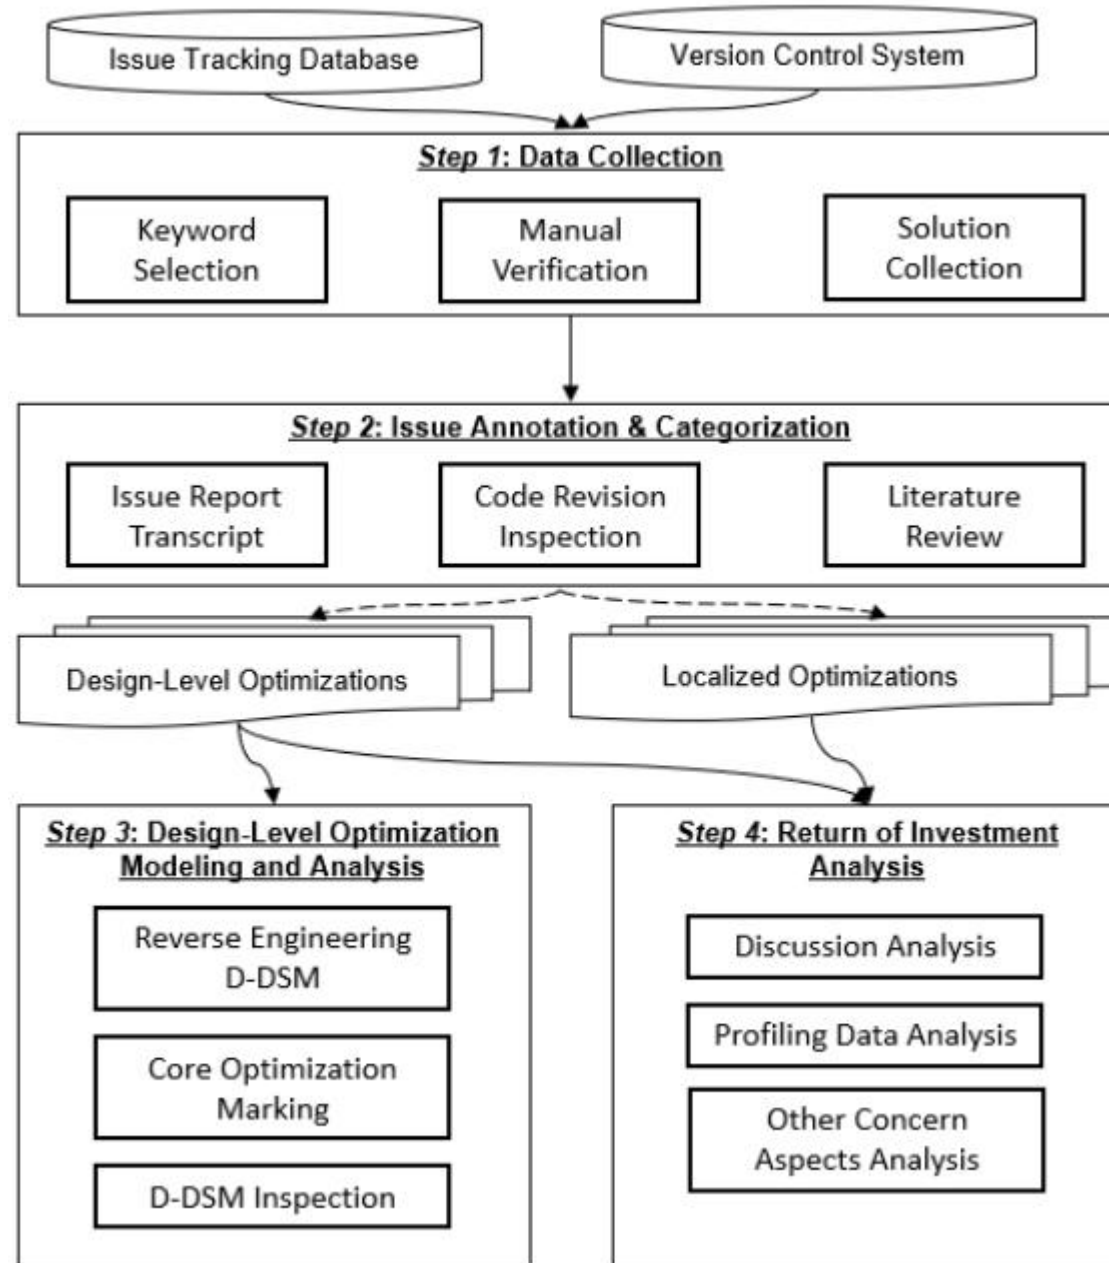 Issue Tracking Database
Version Control System
Step 1: Data Collection
Keyword
Selection
Manual
Verification
Solution
Collection
Step 2: Issue Annotation & Categorization
Issue Report
Transcript
Code Revision
Inspection
Literature
Review
Design-Level Optimizations
Localized Optimizations
Step 3: Design-Level Optimization
Modeling and Analysis
Reverse Engineering
D-DSM
Core Optimization
Marking
D-DSM Inspection
Step 4: Return of Investment
Analysis
Discussion Analysis
Profiling Data Analysis
Other Concern
Aspects Analysis